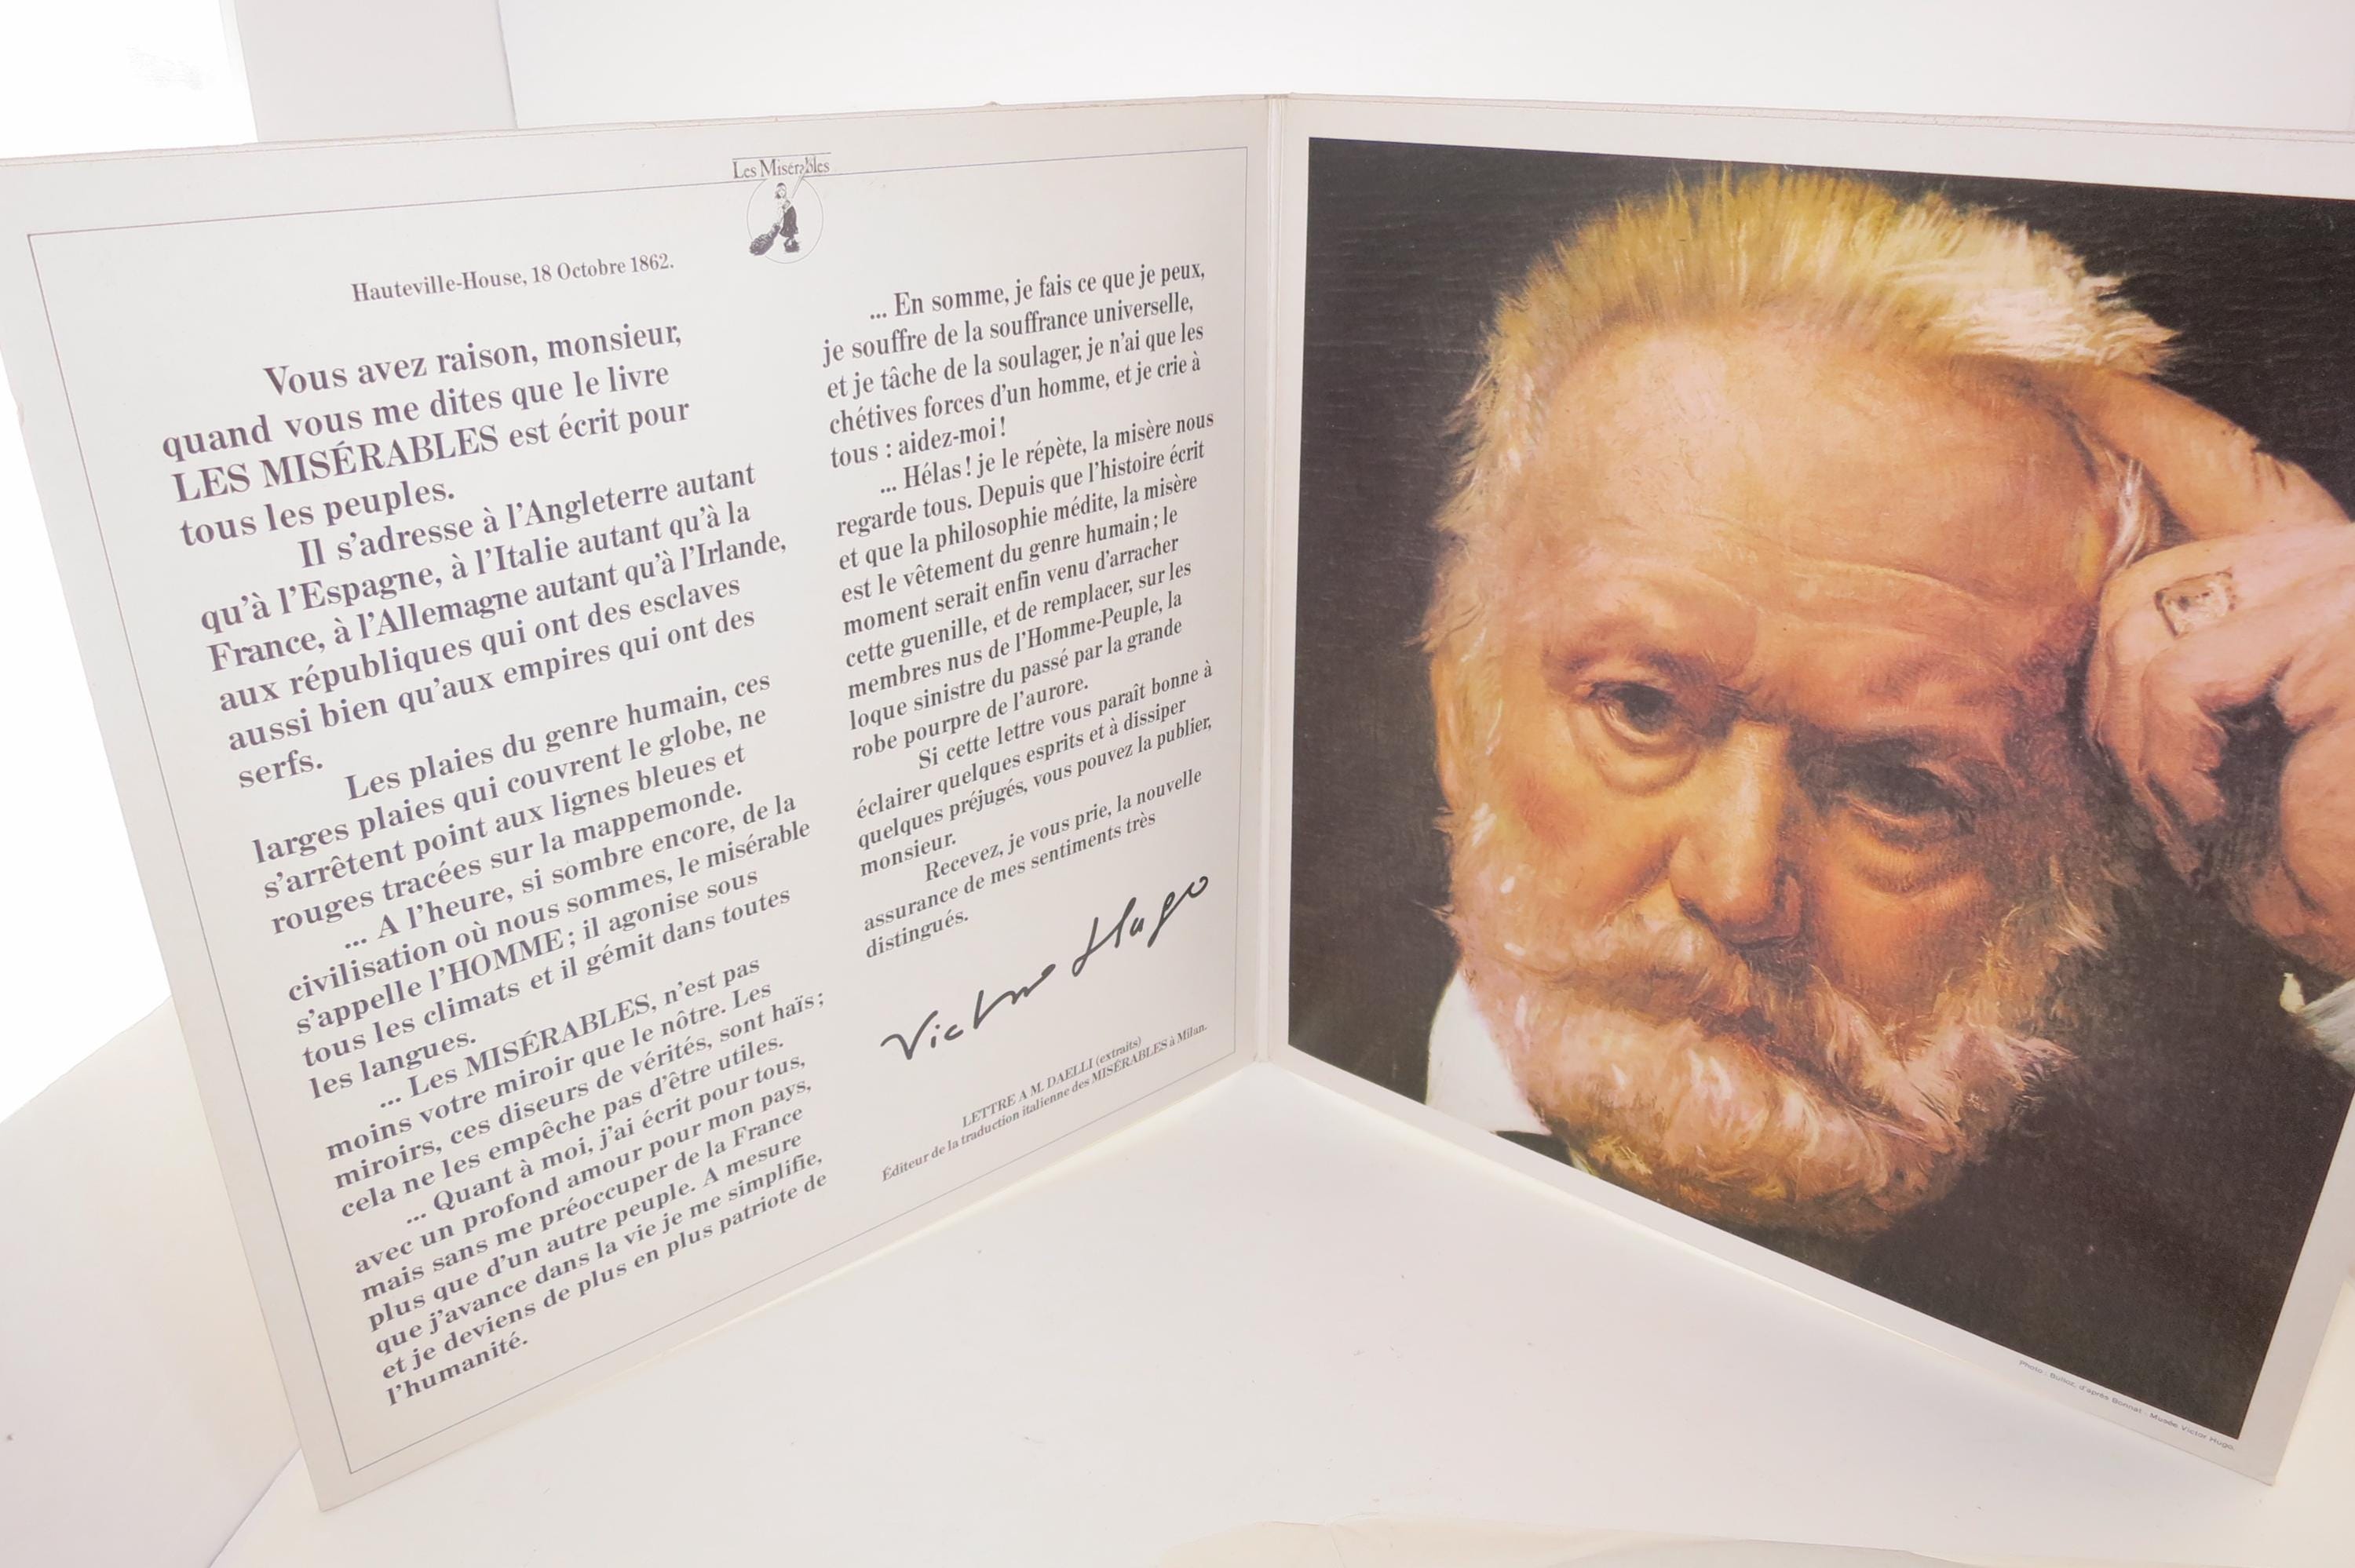 Les Misérables
Hauteville-House, 18 Octobre 1862.
Vous avez raison, monsieur,
quand vous me dites que le livre
LES MISÉRABLES est écrit pour
tous les peuples.
Il s'adresse à l'Angleterre autant
qu'à l'Espagne, à l'Italie autant qu'à la
France, à l'Allemagne autant qu'à l'Irlande,
aux républiques qui ont des esclaves
aussi bien qu'aux empires qui ont des
serfs.
Les plaies du genre humain, ces
larges plaies qui couvrent le globe, ne
s'arrêtent point aux lignes bleues et
rouges tracées sur la mappemonde.
... A l'heure, si sombre encore, de la
civilisation où nous sommes, le misérable
s'appelle l'HOMME ; il agonise sous
tous les climats et il gémit dans toutes
les langues.
... Les MISÉRABLES, n'est pas
moins votre miroir que le nôtre. Les
miroirs, ces diseurs de vérités, sont haïs ;
cela ne les empêche pas d'être utiles.
... Quant à moi, j'ai écrit pour tous,
avec un profond amour pour mon pays,
mais sans me préoccuper de la France
plus que d'un autre peuple. A mesure
que j'avance dans la vie je me simplifie,
et je deviens de plus en plus patriote de
l'humanité.
... En somme, je fais ce que je peux,
je souffre de la souffrance universelle,
et je tâche de la soulager, je n'ai que les
chétives forces d'un homme, et je crie à
tous : aidez-moi !
... Hélas ! je le répète, la misère nous
regarde tous. Depuis que l'histoire écrit
et que la philosophie médite, la misère
est le vêtement du genre humain ; le
moment serait enfin venu d'arracher
cette guenille, et de remplacer, sur les
membres nus de l'Homme-Peuple, la
loque sinistre du passé par la grande
robe pourpre de l'aurore.
Si cette lettre vous paraît bonne à
éclairer quelques esprits et à dissiper
quelques préjugés, vous pouvez la publier,
monsieur.
Recevez, je vous prie, la nouvelle
assurance de mes sentiments très
distingués.
Victor Hugo
LETTRE A M. DAELLI (extraits)
Éditeur de la traduction italienne des MISÉRABLES à Milan.
Photo : Bulloz, d'après Bonnat - Musée Victor Hugo.